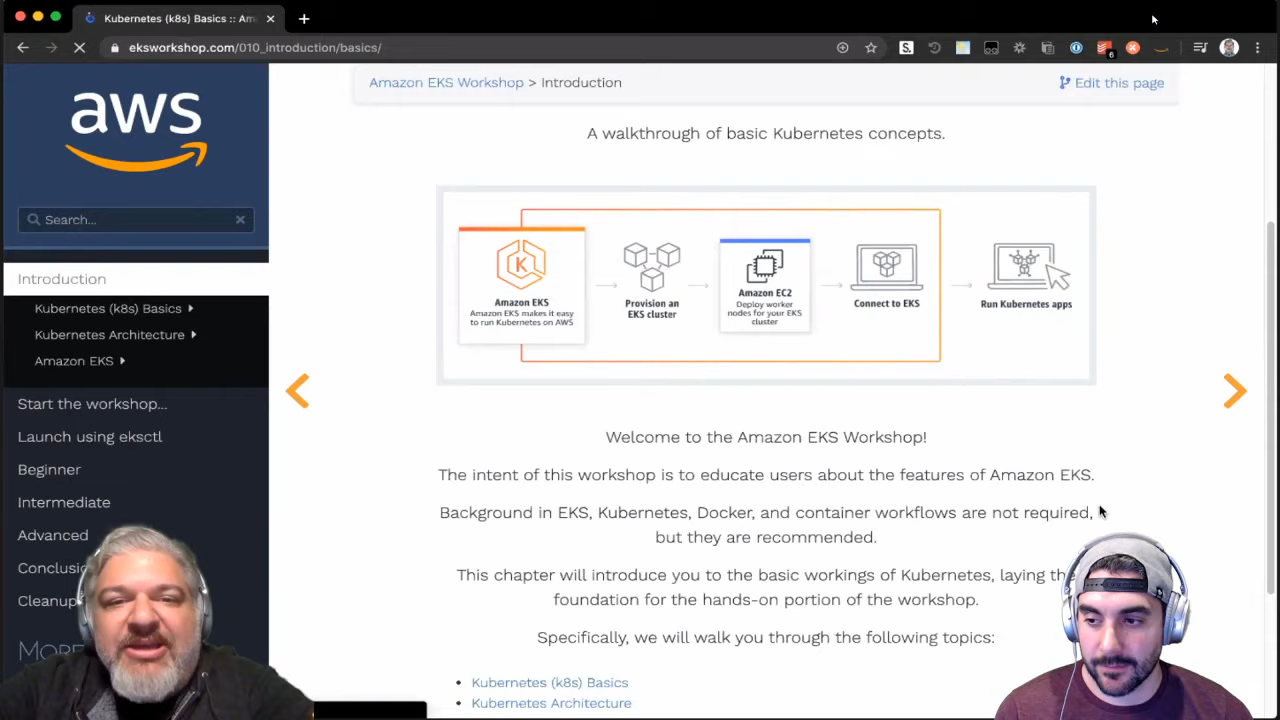 Kubernetes (k8s) Basics :: Am
eksworkshop.com/010_introduction/basics/
6
aws
Search...
Introduction
Kubernetes (k8s) Basics
Kubernetes Architecture
Amazon EKS
Start the workshop...
Launch using eksctl
Beginner
Intermediate
Advanced
Conclusio
Cleanup
MORE
Amazon EKS Workshop > Introduction
Edit this page
A walkthrough of basic Kubernetes concepts.
K
Amazon EKS
Amazon EKS makes it easy
to run Kubernetes on AWS
Provision an
EKS cluster
Amazon EC2
Deploy worker
nodes for your EKS
cluster
Connect to EKS
Run Kubernetes apps
Welcome to the Amazon EKS Workshop!
The intent of this workshop is to educate users about the features of Amazon EKS.
Background in EKS, Kubernetes, Docker, and container workflows are not required,
but they are recommended.
This chapter will introduce you to the basic workings of Kubernetes, laying the
foundation for the hands-on portion of the workshop.
Specifically, we will walk you through the following topics:
• Kubernetes (k8s) Basics
• Kubernetes Architecture